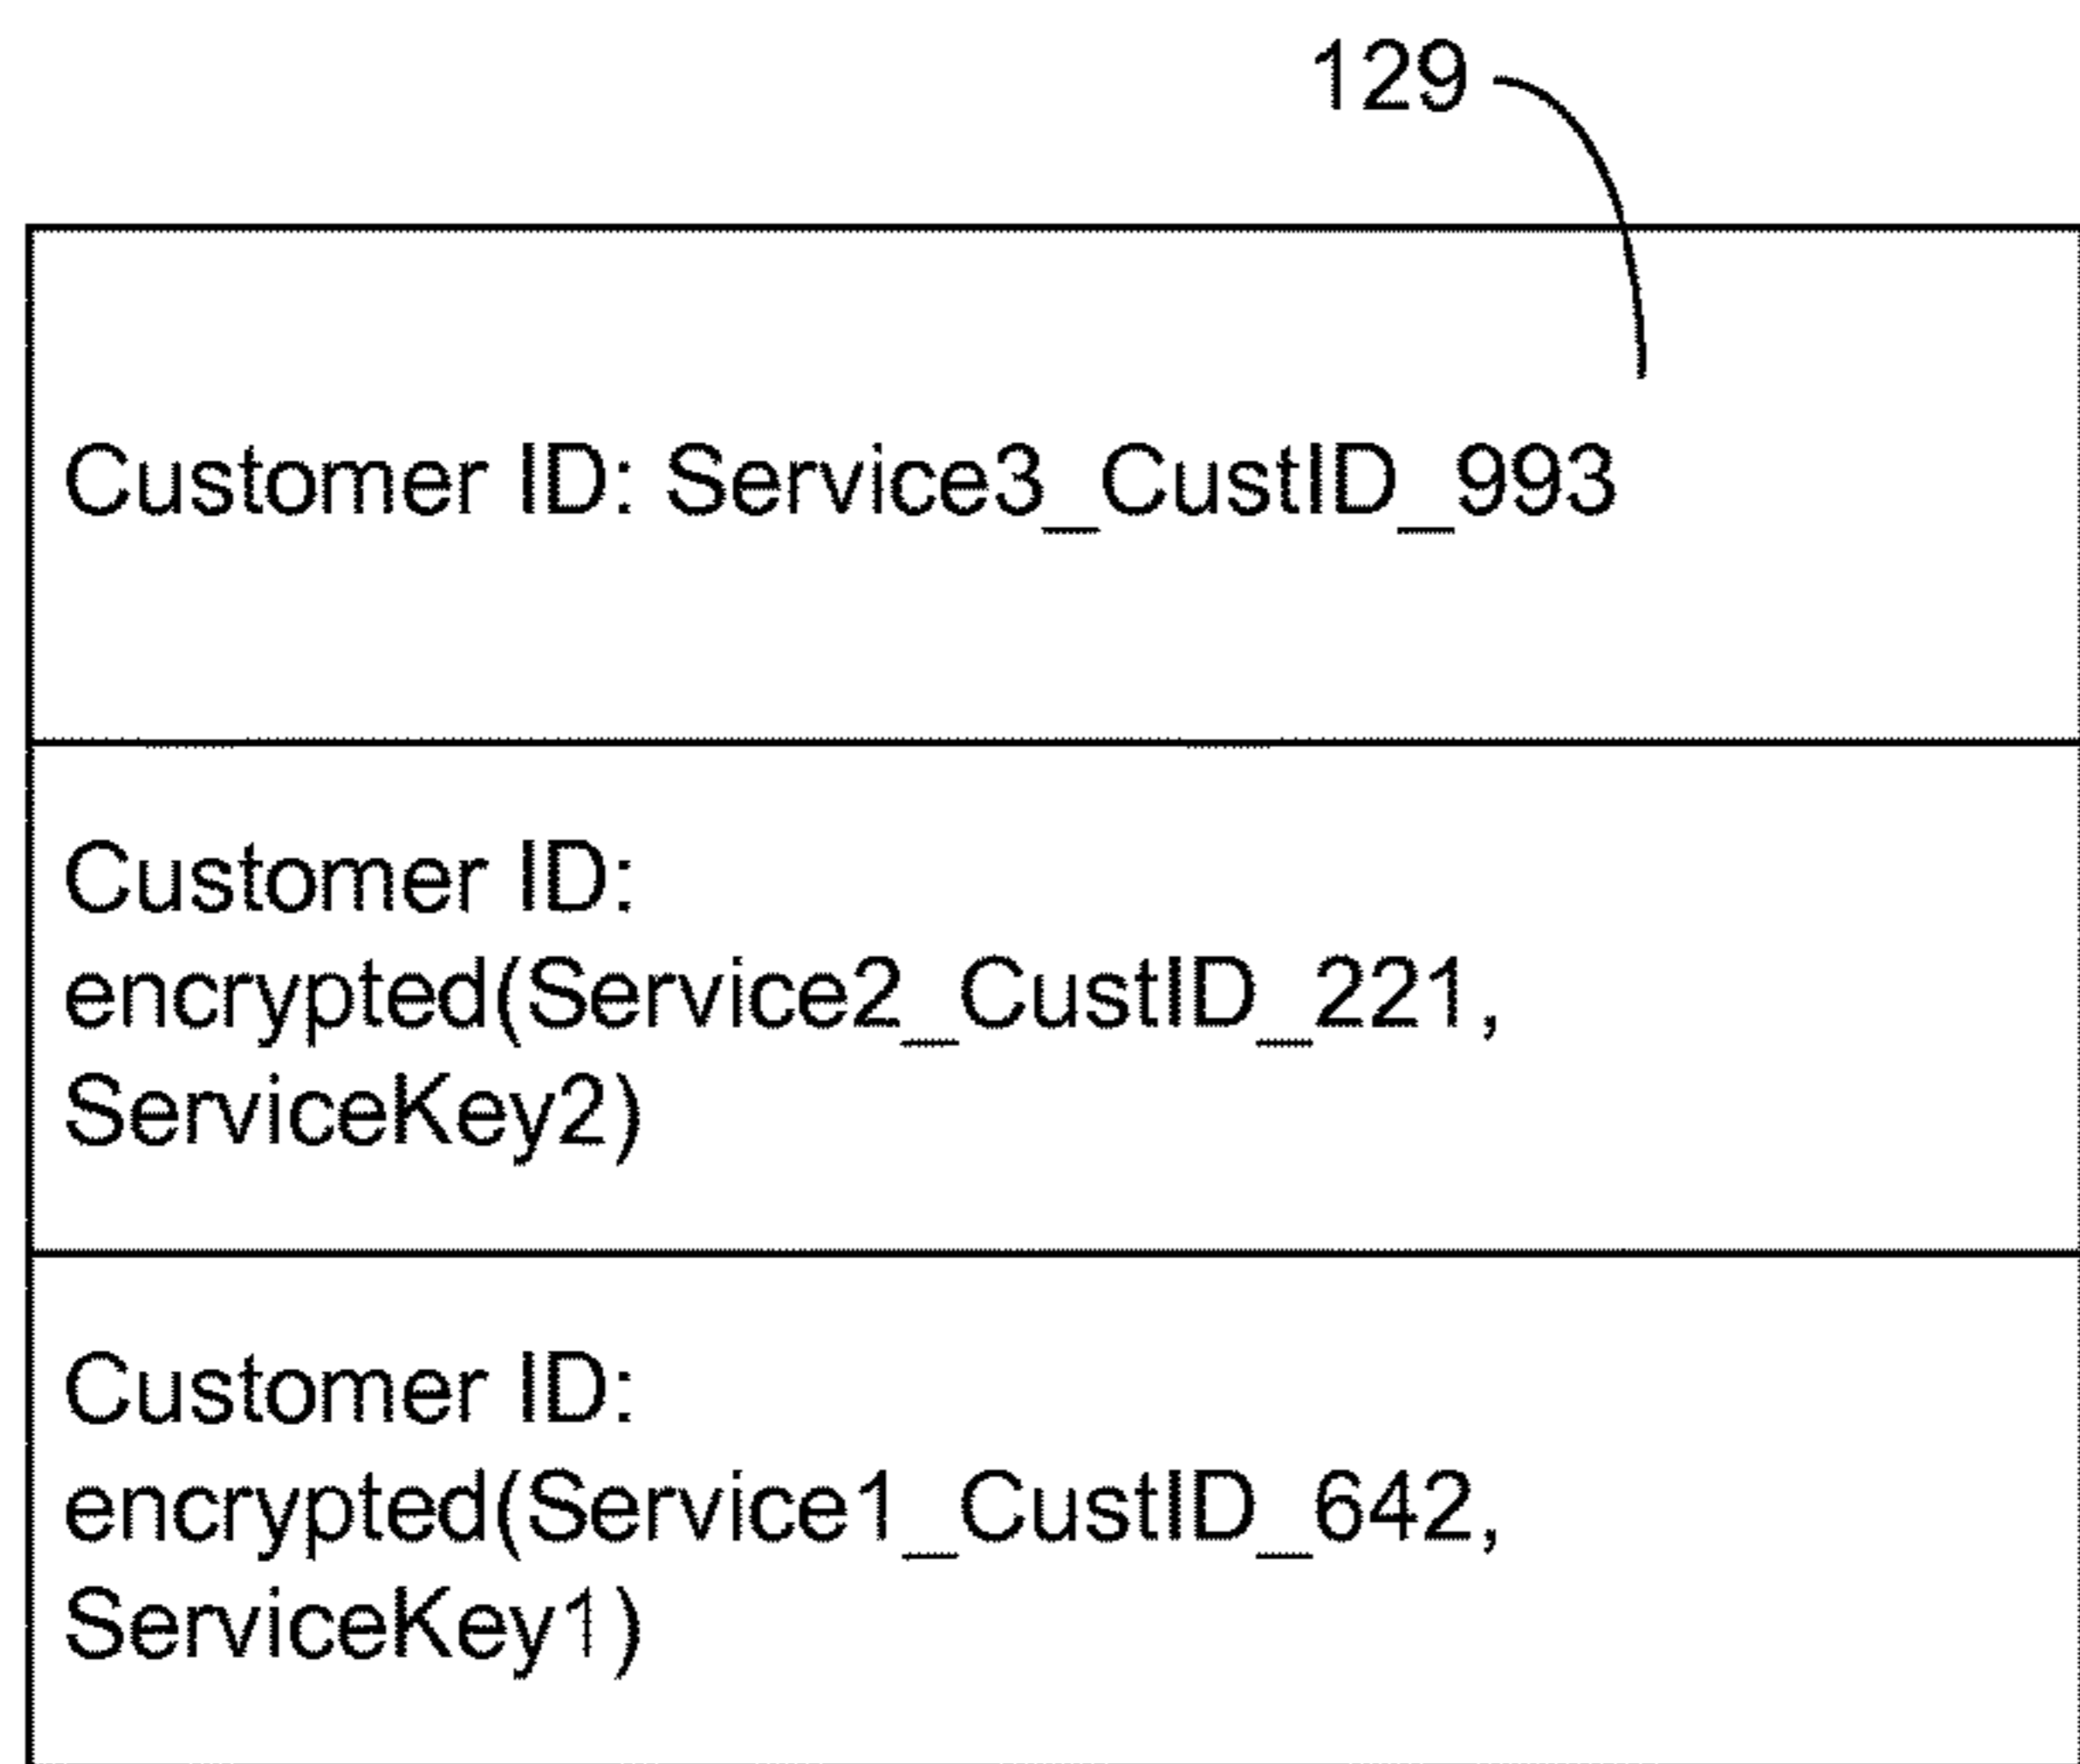 129
Customer ID: Service3_CustID_993
Customer ID:
encrypted(Service2_CustID_221,
ServiceKey2)
Customer ID:
encrypted(Service1_CustID_642,
ServiceKey1)